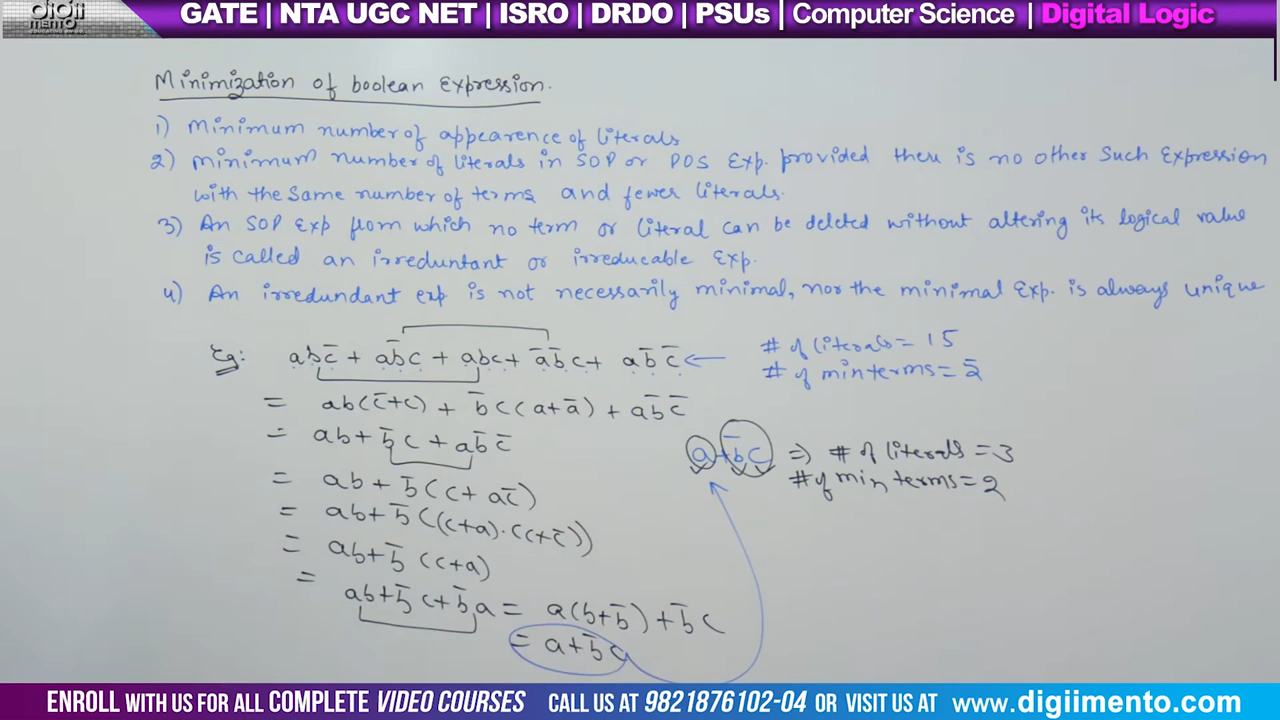 digii
mento
GATE | NTA UGC NET | ISRO | DRDO | PSUs | Computer Science | Digital Logic
Minimization of boolean Expression.
1) Minimum number of appearence of literals
2) Minimum number of literals in SOP or POS Exp. provided there is no other Such Expression
with the Same number of terms and fewer literals.
3) An SOP Exp from which no term or literal can be deleted without altering its logical value
is called an irreduntant or irreducable Exp.
4) An irredundant exp is not necessarily minimal, nor the minimal Exp. is always unique
Eg: abc̅ + ab̅c + abc + a̅b̅c + ab̅c̅ ←
# of literals = 15
# of minterms = 2̅
= ab(c̅+c) + b̅c(a+a̅) + ab̅c̅
= ab + b̅c + ab̅c̅
a+b̅c => # of literals = 3
# of min terms = 2
= ab + b̅(c + ac̅)
= ab + b̅((c+a)·(c+c̅))
= ab + b̅(c+a)
= ab + b̅c + b̅a = a(b+b̅) + b̅c
= a+b̅c
ENROLL WITH US FOR ALL COMPLETE VIDEO COURSES CALL US AT 9821876102-04 OR VISIT US AT www.digiimento.com